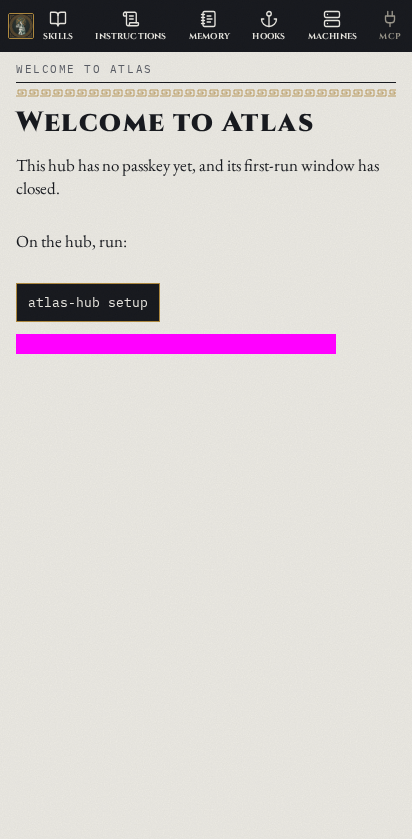 SKILLS
INSTRUCTIONS
MEMORY
HOOKS
MACHINES
MCP
WELCOME TO ATLAS
Welcome to Atlas
This hub has no passkey yet, and its first-run window has
closed.
On the hub, run:
atlas-hub setup